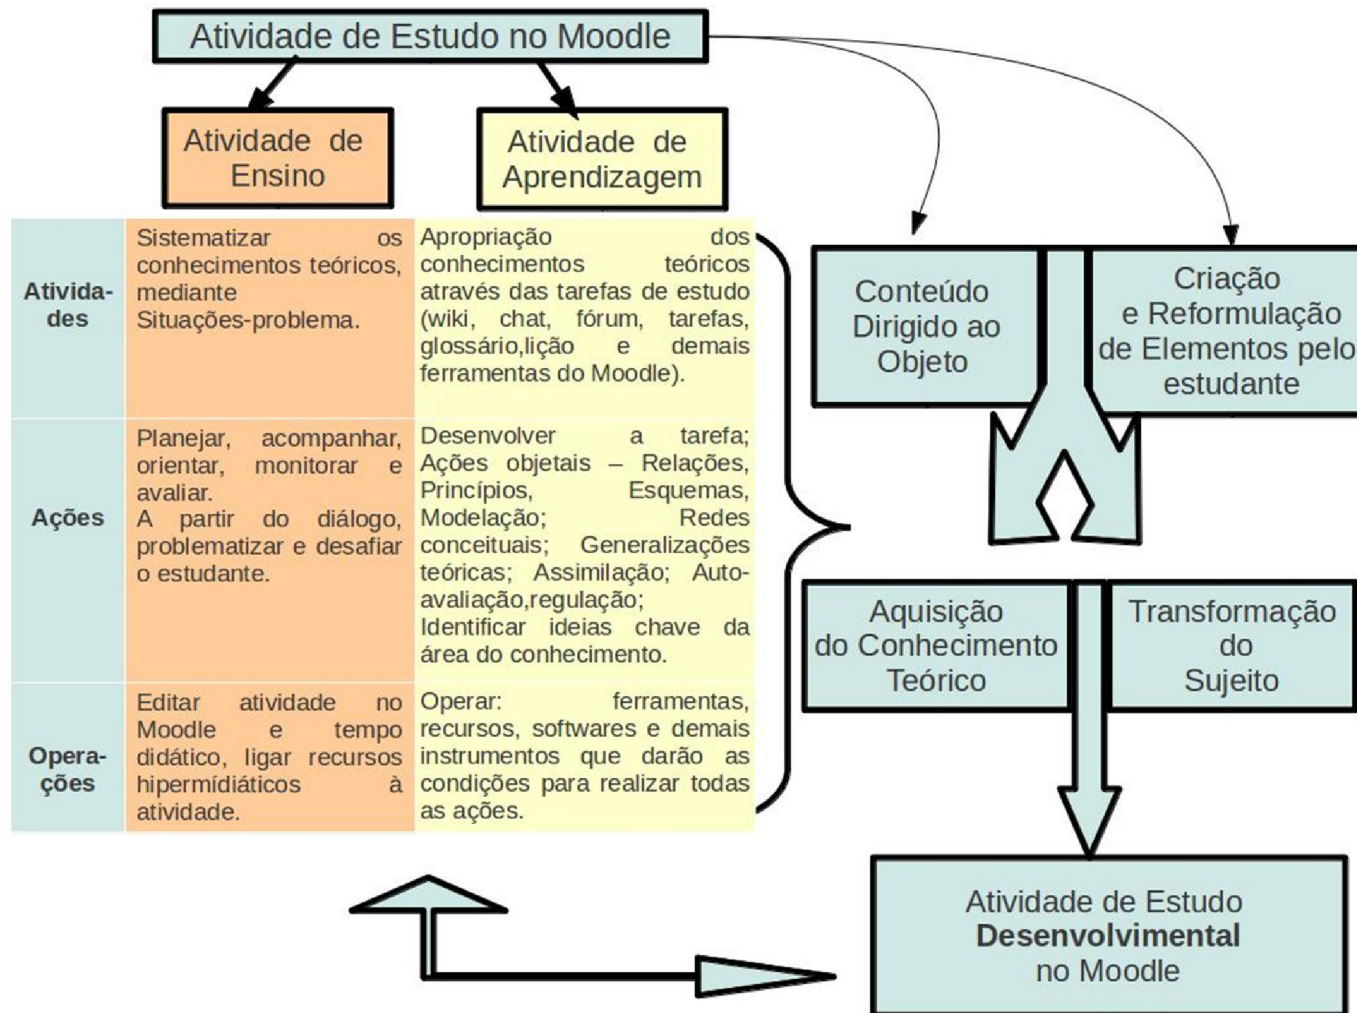 Atividade de Estudo no Moodle
Atividade de
Ensino
Atividade de
Aprendizagem
Ativida-
des
Sistematizar os
conhecimentos teóricos,
mediante
Situações-problema.
Apropriação dos
conhecimentos teóricos
através das tarefas de estudo
(wiki, chat, fórum, tarefas,
glossário,lição e demais
ferramentas do Moodle).
Ações
Planejar, acompanhar,
orientar, monitorar e
avaliar.
A partir do diálogo,
problematizar e desafiar
o estudante.
Desenvolver a tarefa;
Ações objetais – Relações,
Princípios, Esquemas,
Modelação; Redes
conceituais; Generalizações
teóricas; Assimilação; Auto-
avaliação,regulação;
Identificar ideias chave da
área do conhecimento.
Opera-
ções
Editar atividade no
Moodle e tempo
didático, ligar recursos
hipermídiáticos à
atividade.
Operar: ferramentas,
recursos, softwares e demais
instrumentos que darão as
condições para realizar todas
as ações.
Conteúdo
Dirigido ao
Objeto
Criação
e Reformulação
de Elementos pelo
estudante
Aquisição
do Conhecimento
Teórico
Transformação
do
Sujeito
Atividade de Estudo
Desenvolvimental
no Moodle